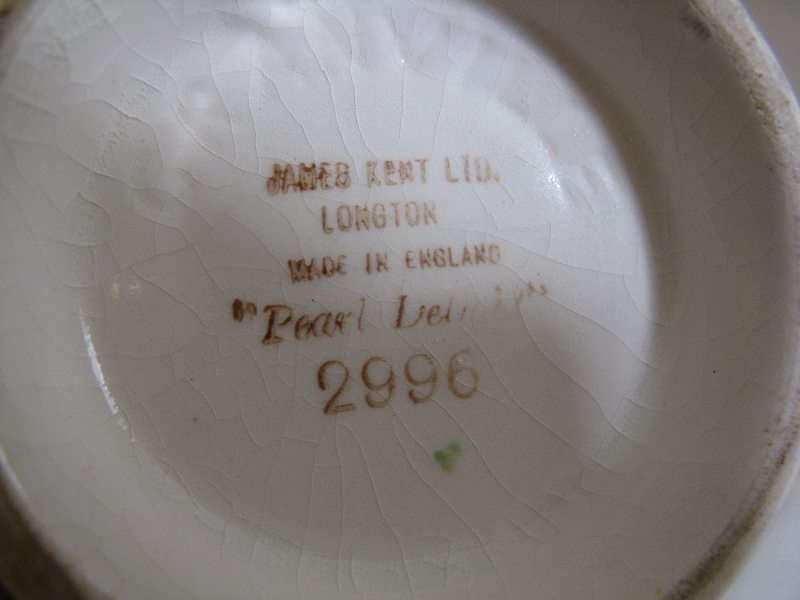 JAMES KENT LTD.
LONGTON
MADE IN ENGLAND
"Pearl
2996